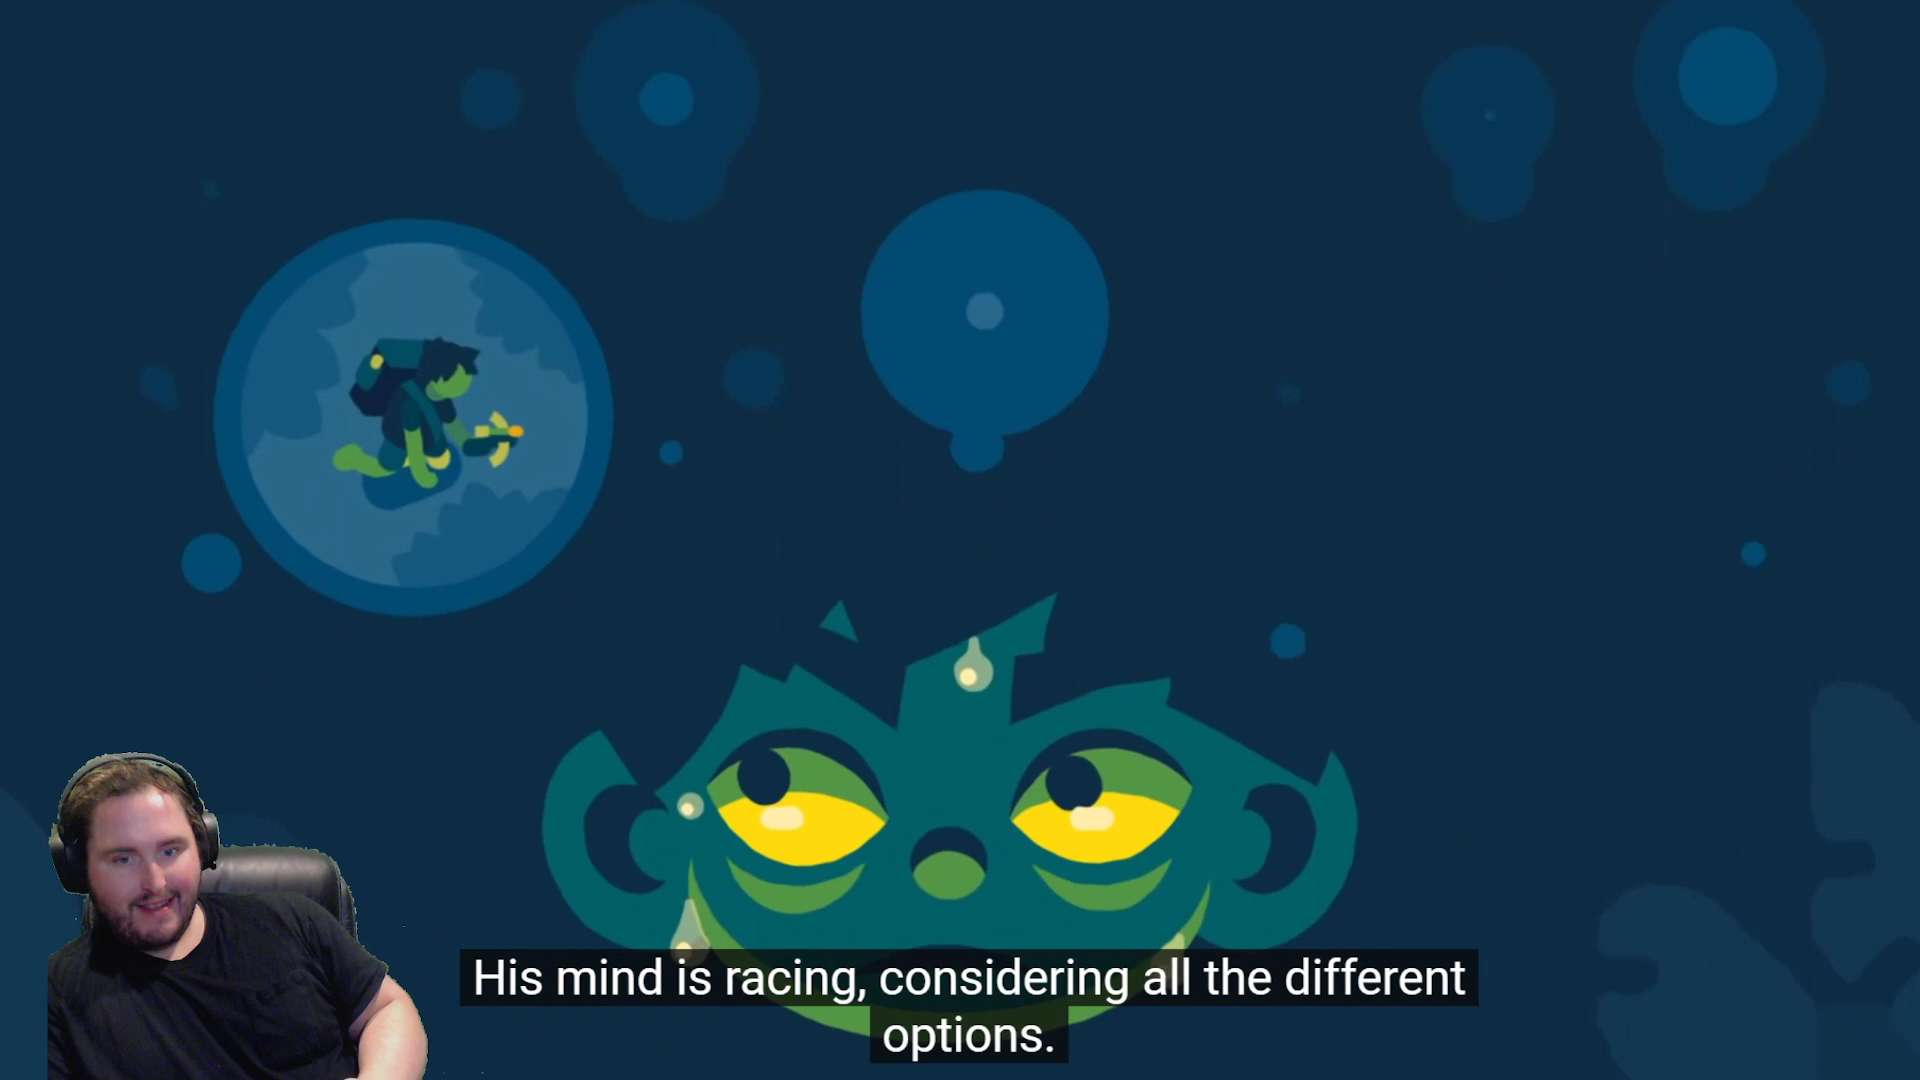 His mind is racing, considering all the different
options.